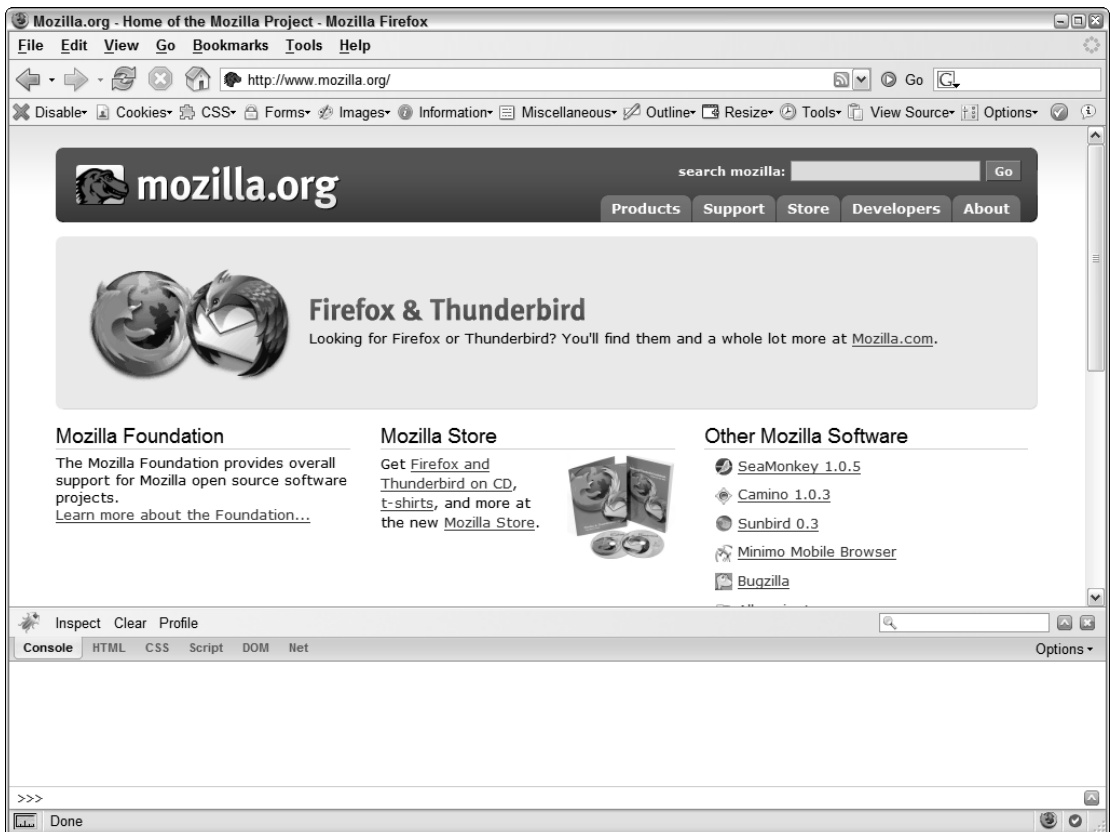 Mozilla.org - Home of the Mozilla Project - Mozilla Firefox
File Edit View Go Bookmarks Tools Help
http://www.mozilla.org/ Go G
Disable Cookies CSS Forms Images Information Miscellaneous Outline Resize Tools View Source Options
mozilla.org
search mozilla: Go
Products Support Store Developers About
Firefox & Thunderbird
Looking for Firefox or Thunderbird? You'll find them and a whole lot more at Mozilla.com.
Mozilla Foundation
The Mozilla Foundation provides overall
support for Mozilla open source software
projects.
Learn more about the Foundation...
Mozilla Store
Get Firefox and
Thunderbird on CD,
t-shirts, and more at
the new Mozilla Store.
Other Mozilla Software
SeaMonkey 1.0.5
Camino 1.0.3
Sunbird 0.3
Minimo Mobile Browser
Bugzilla
Inspect Clear Profile
Console HTML CSS Script DOM Net Options
>>>
Done